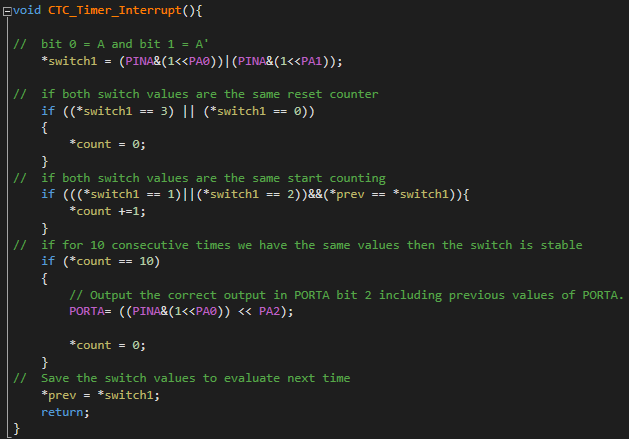 void CTC_Timer_Interrupt(){
// bit 0 = A and bit 1 = A'
*switch1 = (PINA&(1<<PA0))|(PINA&(1<<PA1));
// if both switch values are the same reset counter
if ((*switch1 == 3) || (*switch1 == 0))
{
*count = 0;
}
// if both switch values are the same start counting
if (((*switch1 == 1)||(*switch1 == 2))&&(*prev == *switch1)){
*count +=1;
}
// if for 10 consecutive times we have the same values then the switch is stable
if (*count == 10)
{
// Output the correct output in PORTA bit 2 including previous values of PORTA.
PORTA= ((PINA&(1<<PA0)) << PA2);
*count = 0;
}
// Save the switch values to evaluate next time
*prev = *switch1;
return;
}